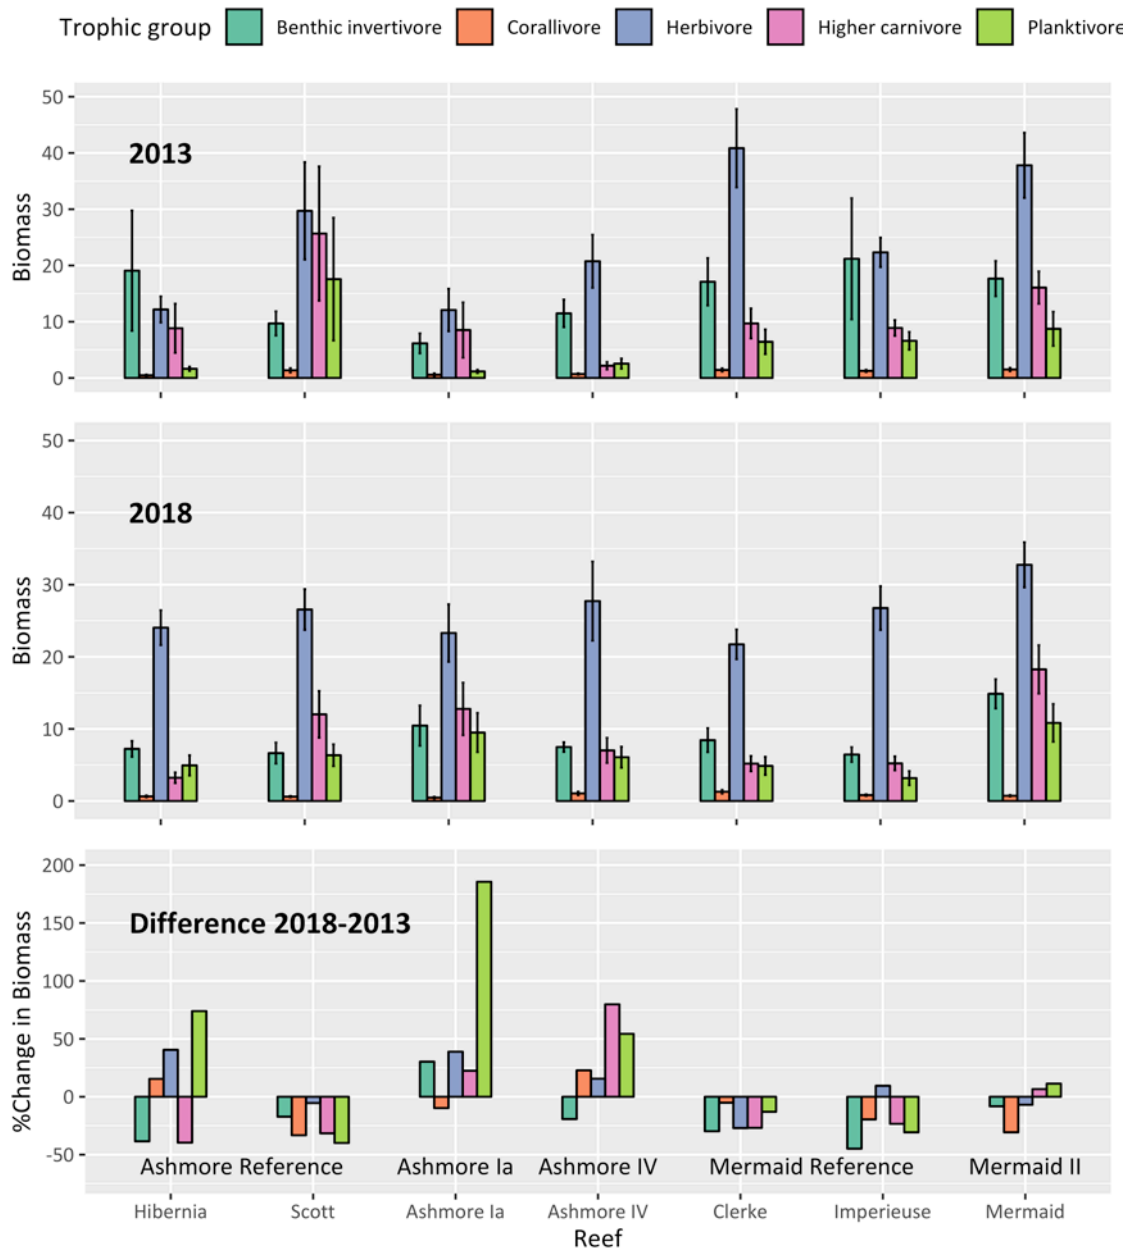 Trophic group Benthic invertivore Corallivore Herbivore Higher carnivore Planktivore
50
40
30
20
10
0
Biomass
2013
50
40
30
20
10
0
Biomass
2018
200
150
100
50
0
-50
%Change in Biomass
Difference 2018-2013
Ashmore Reference Ashmore Ia Ashmore IV Mermaid Reference Mermaid II
Hibernia Scott Ashmore Ia Ashmore IV Clerke Imperieuse Mermaid
Reef